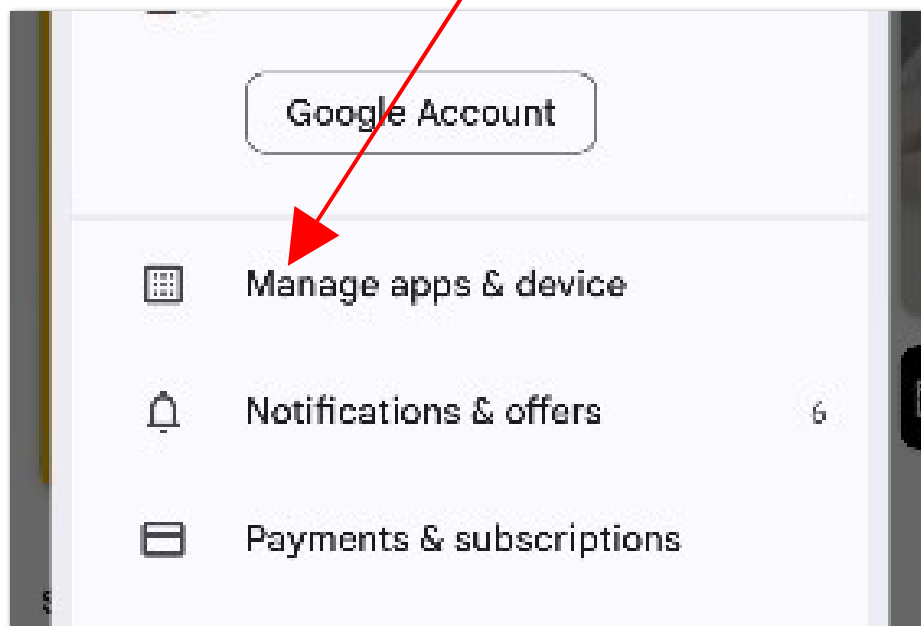 Google Account
Manage apps & device
Notifications & offers 6
Payments & subscriptions